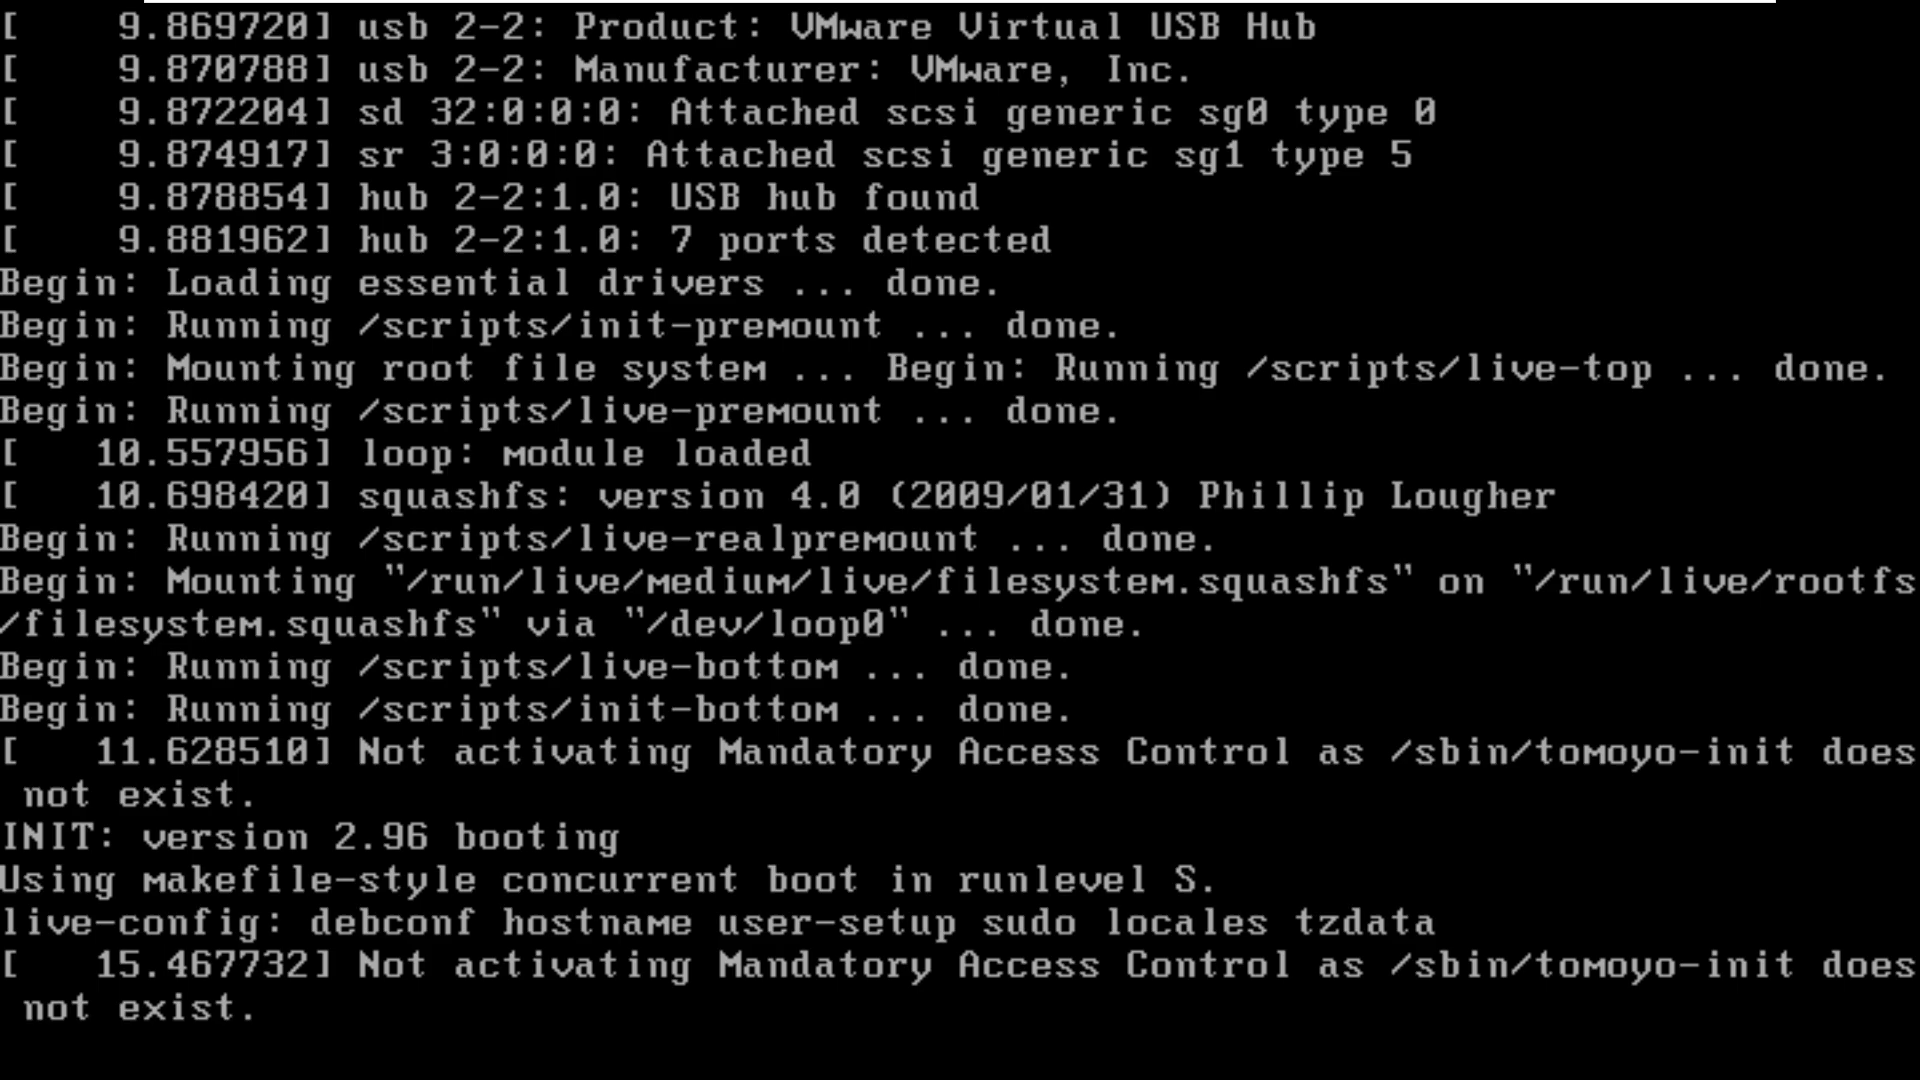 [    9.869720] usb 2-2: Product: VMware Virtual USB Hub
[    9.870788] usb 2-2: Manufacturer: VMware, Inc.
[    9.872204] sd 32:0:0:0: Attached scsi generic sg0 type 0
[    9.874917] sr 3:0:0:0: Attached scsi generic sg1 type 5
[    9.878854] hub 2-2:1.0: USB hub found
[    9.881962] hub 2-2:1.0: 7 ports detected
Begin: Loading essential drivers ... done.
Begin: Running /scripts/init-premount ... done.
Begin: Mounting root file system ... Begin: Running /scripts/live-top ... done.
Begin: Running /scripts/live-premount ... done.
[   10.557956] loop: module loaded
[   10.698420] squashfs: version 4.0 (2009/01/31) Phillip Lougher
Begin: Running /scripts/live-realpremount ... done.
Begin: Mounting "/run/live/medium/live/filesystem.squashfs" on "/run/live/rootfs
/filesystem.squashfs" via "/dev/loop0" ... done.
Begin: Running /scripts/live-bottom ... done.
Begin: Running /scripts/init-bottom ... done.
[   11.628510] Not activating Mandatory Access Control as /sbin/tomoyo-init does
 not exist.
INIT: version 2.96 booting
Using makefile-style concurrent boot in runlevel S.
live-config: debconf hostname user-setup sudo locales tzdata
[   15.467732] Not activating Mandatory Access Control as /sbin/tomoyo-init does
 not exist.